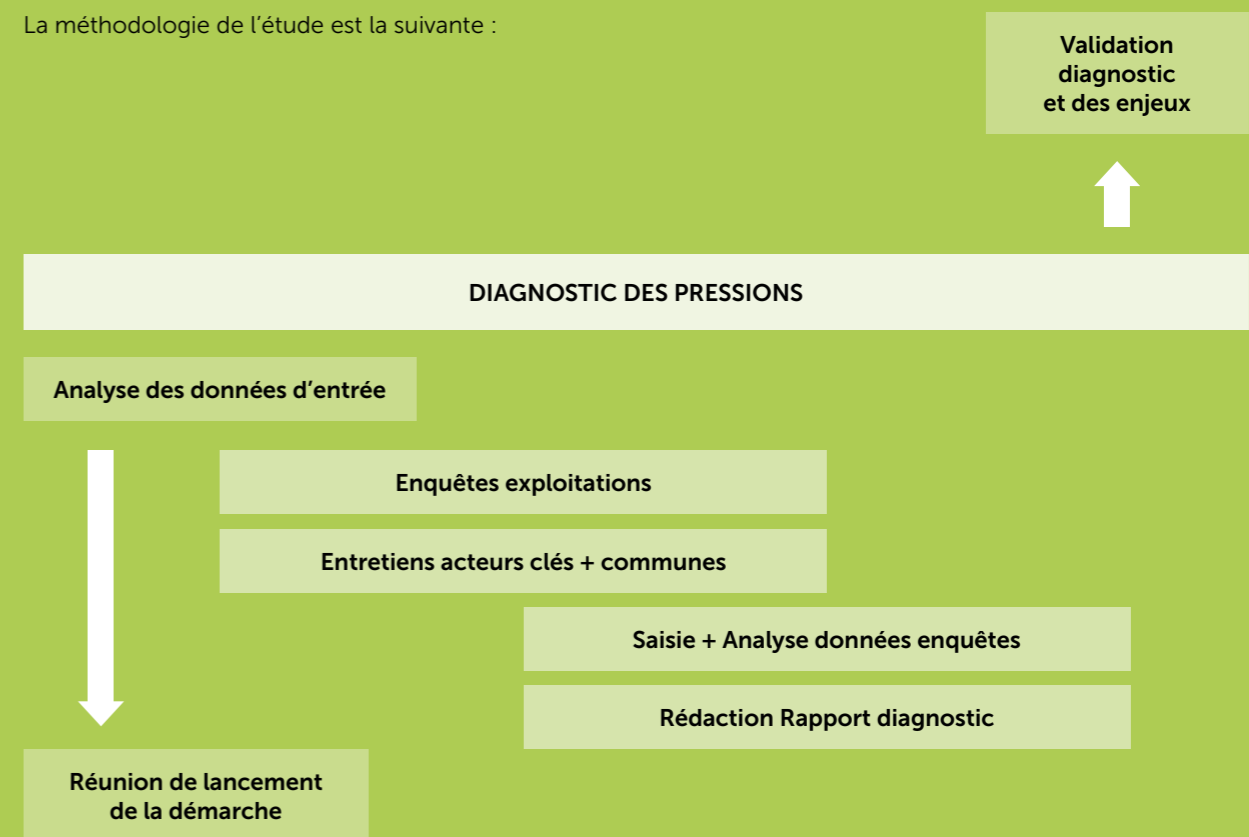 La méthodologie de l’étude est la suivante :
Validation
diagnostic
et des enjeux
DIAGNOSTIC DES PRESSIONS
Analyse des données d’entrée
Enquêtes exploitations
Entretiens acteurs clés + communes
Saisie + Analyse données enquêtes
Rédaction Rapport diagnostic
Réunion de lancement
de la démarche